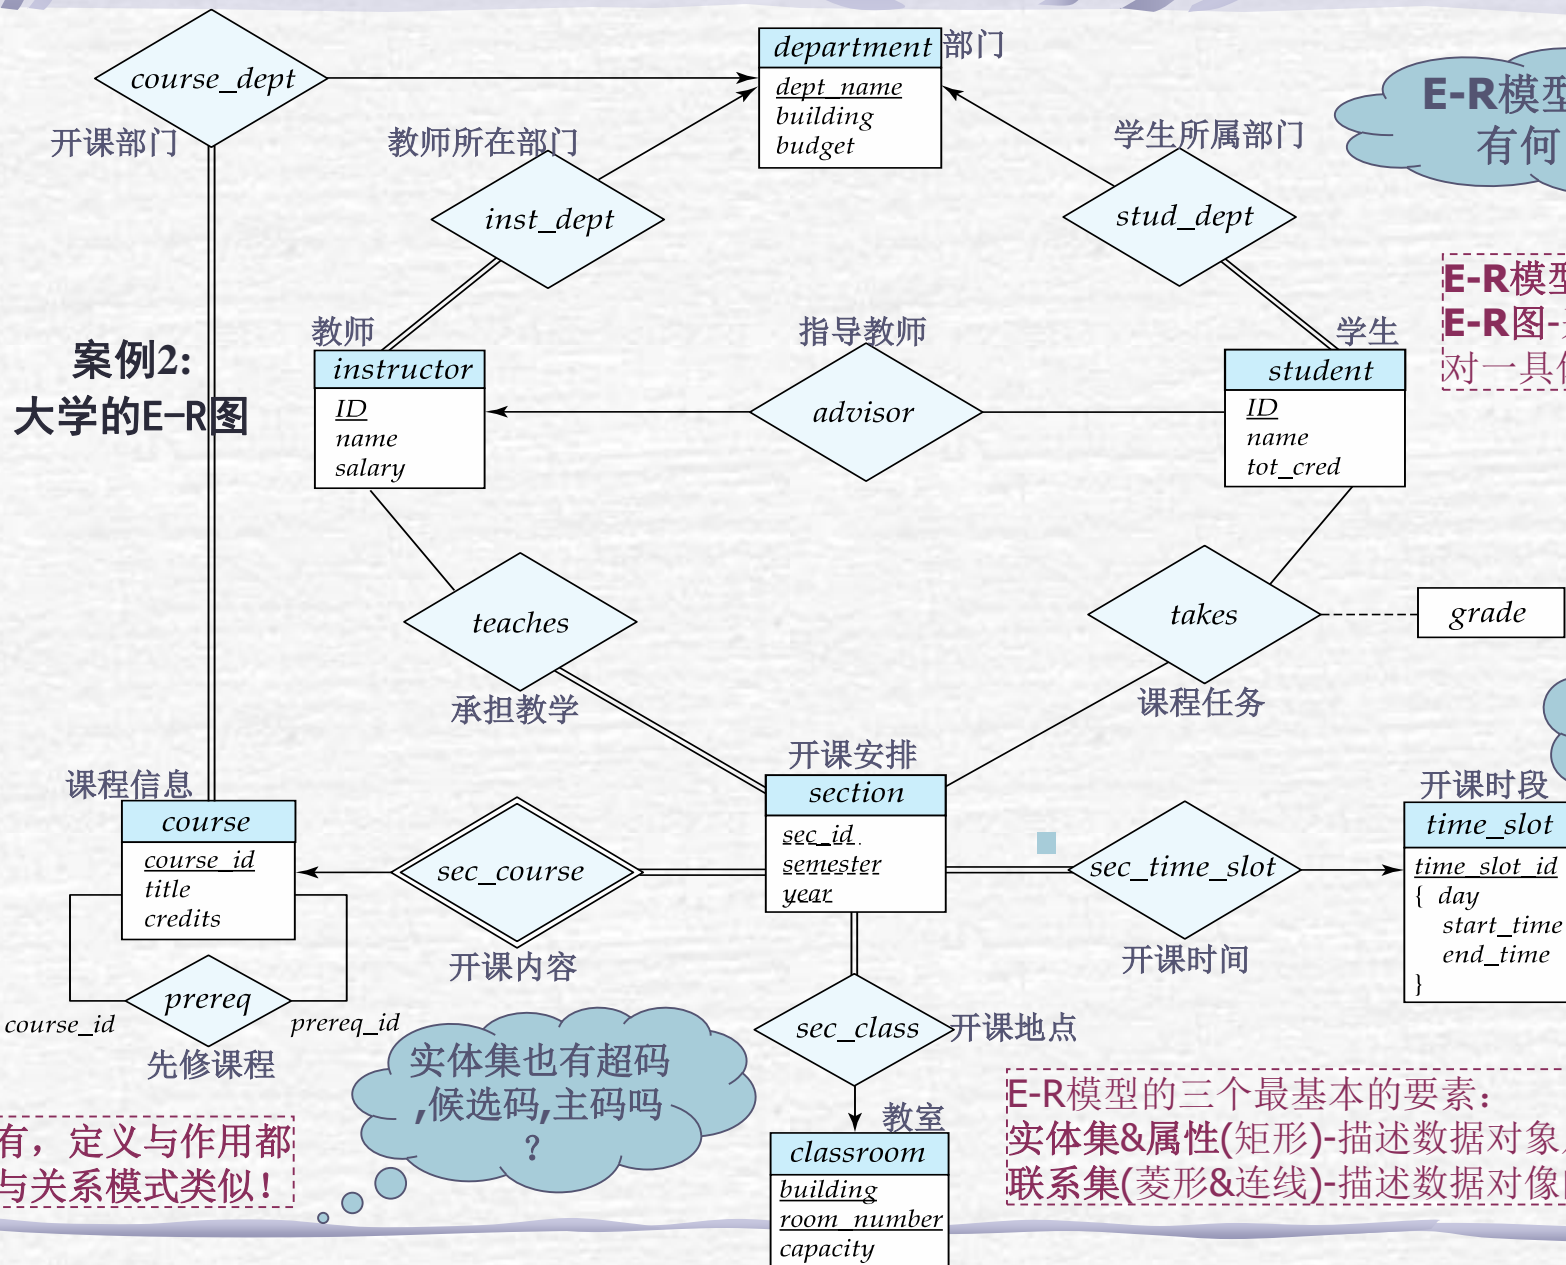 course_dept
department
部门
dept_name
building
budget
E-R模型
有何
开课部门
教师所在部门
学生所属部门
inst_dept
stud_dept
E-R模型
E-R图-
对一具
案例2:
大学的E-R图
教师
instructor
ID
name
salary
指导教师
advisor
学生
student
ID
name
tot_cred
teaches
承担教学
takes
课程任务
grade
课程信息
course
course_id
title
credits
sec_course
开课内容
开课安排
section
sec_id
semester
year
sec_time_slot
开课时间
开课时段
time_slot
time_slot_id
{ day
start_time
end_time
}
prereq
course_id
prereq_id
先修课程
sec_class
开课地点
实体集也有超码
,候选码,主码吗
？
有，定义与作用都
与关系模式类似！
教室
classroom
building
room_number
capacity
E-R模型的三个最基本的要素：
实体集&属性(矩形)-描述数据对象
联系集(菱形&连线)-描述数据对像